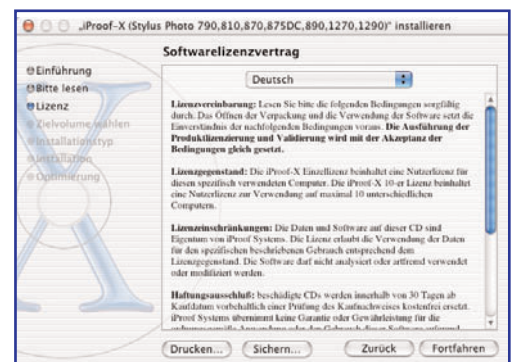 „iProof-X (Stylus Photo 790,810,870,875DC,890,1270,1290)" installieren
Softwarelizenzvertrag
Einführung
Bitte lesen
Lizenz
Zielvolume wählen
Installationstyp
Installation
Optimierung
Deutsch
Lizenzvereinbarung: Lesen Sie bitte die folgenden Bedingungen sorgfältig
durch. Das Öffnen der Verpackung und die Verwendung der Software setzt die
Einverständnis der nachfolgenden Bedingungen voraus. Die Ausführung der
Produktlizenzierung und Validierung wird mit der Akzeptanz der
Bedingungen gleich gesetzt.
Lizenzgegenstand: Die iProof-X Einzellizenz beinhaltet eine Nutzerlizenz für
diesen spezifisch verwendeten Computer. Die iProof-X 10-er Lizenz beinhaltet
eine Nutzerlizenz zur Verwendung auf maximal 10 unterschiedlichen
Computern.
Lizenzeinschränkungen: Die Daten und Software auf dieser CD sind
Eigentum von iProof Systems. Die Lizenz erlaubt die Verwendung der Daten
für den spezifischen beschriebenen Gebrauch entsprechend dem
Lizenzgegenstand. Die Software darf nicht analysiert oder artfremd verwendet
oder modifiziert werden.
Haftungsausschluß: beschädigte CDs werden innerhalb von 30 Tagen ab
Kaufdatum vorbehaltlich einer Prüfung des Kaufnachweises kostenfrei ersetzt.
iProof Systems übernimmt keine Garantie oder Gewährleistung für die
Drucken...
Sichern...
Zurück
Fortfahren